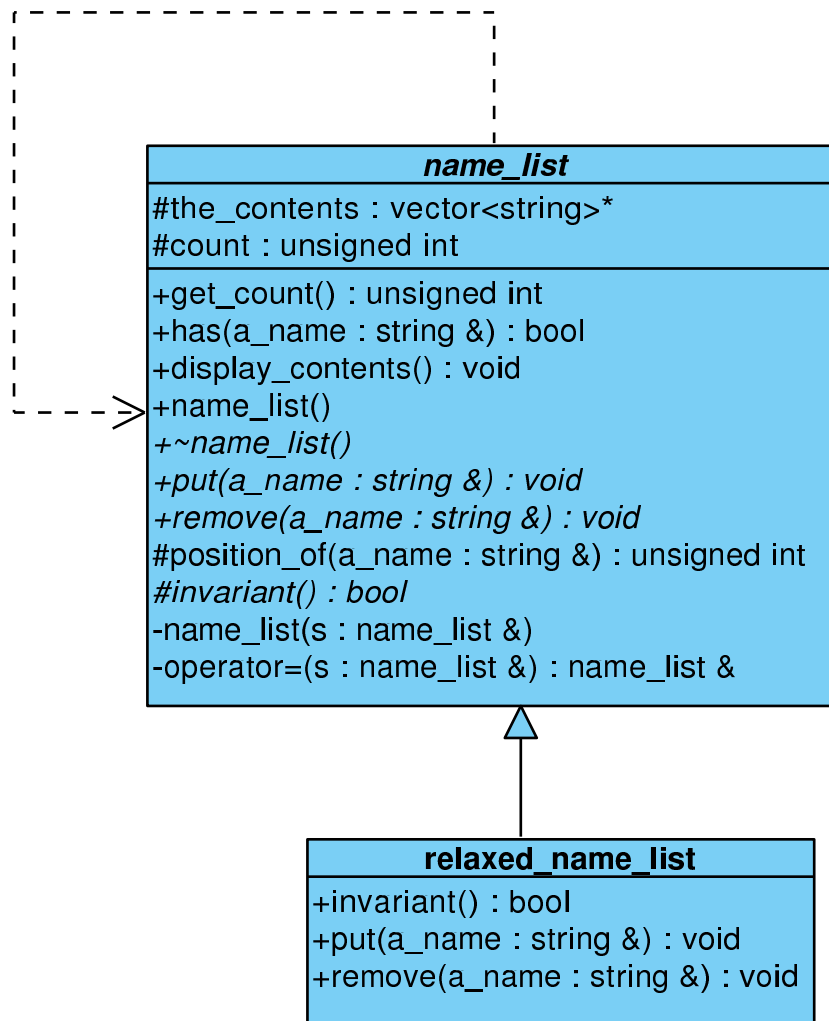 name_list
#the_contents : vector<string>*
#count : unsigned int
+get_count() : unsigned int
+has(a_name : string &) : bool
+display_contents() : void
+name_list()
+~name_list()
+put(a_name : string &) : void
+remove(a_name : string &) : void
#position_of(a_name : string &) : unsigned int
#invariant() : bool
-name_list(s : name_list &)
-operator=(s : name_list &) : name_list &
relaxed_name_list
+invariant() : bool
+put(a_name : string &) : void
+remove(a_name : string &) : void